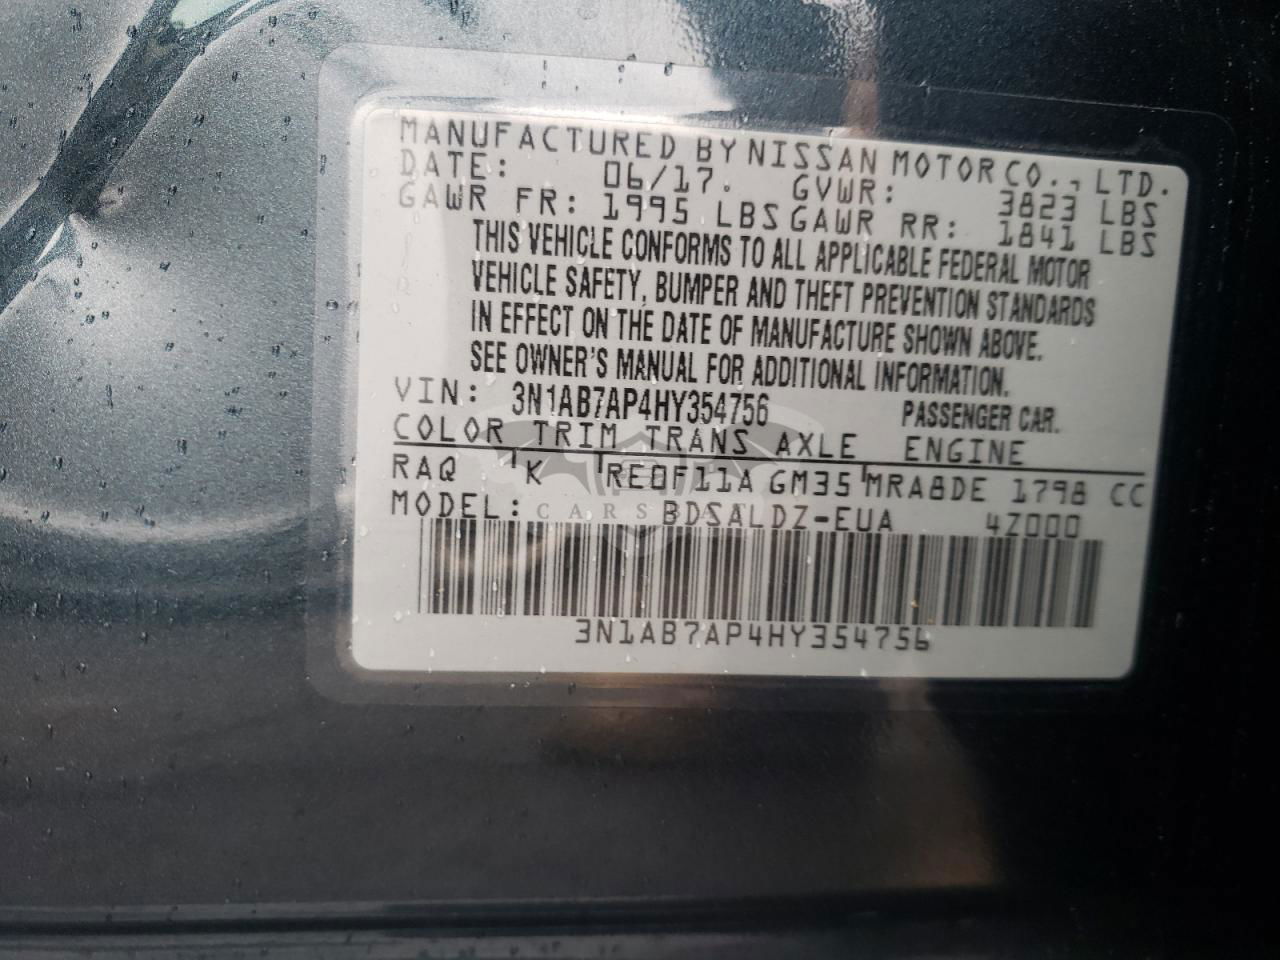 MANUFACTURED BY NISSAN MOTOR CO., LTD.
DATE: 06/17. GVWR: 3823 LBS
GAWR FR: 1995 LBS GAWR RR: 1841 LBS
THIS VEHICLE CONFORMS TO ALL APPLICABLE FEDERAL MOTOR
VEHICLE SAFETY, BUMPER AND THEFT PREVENTION STANDARDS
IN EFFECT ON THE DATE OF MANUFACTURE SHOWN ABOVE.
SEE OWNER'S MANUAL FOR ADDITIONAL INFORMATION.
VIN: 3N1AB7AP4HY354756 PASSENGER CAR.
COLOR TRIM TRANS AXLE ENGINE
RAQ K RE0F11A GM35 MRA8DE 1798 CC
MODEL: BDSALDZ-EUA 4Z000
3N1AB7AP4HY354756